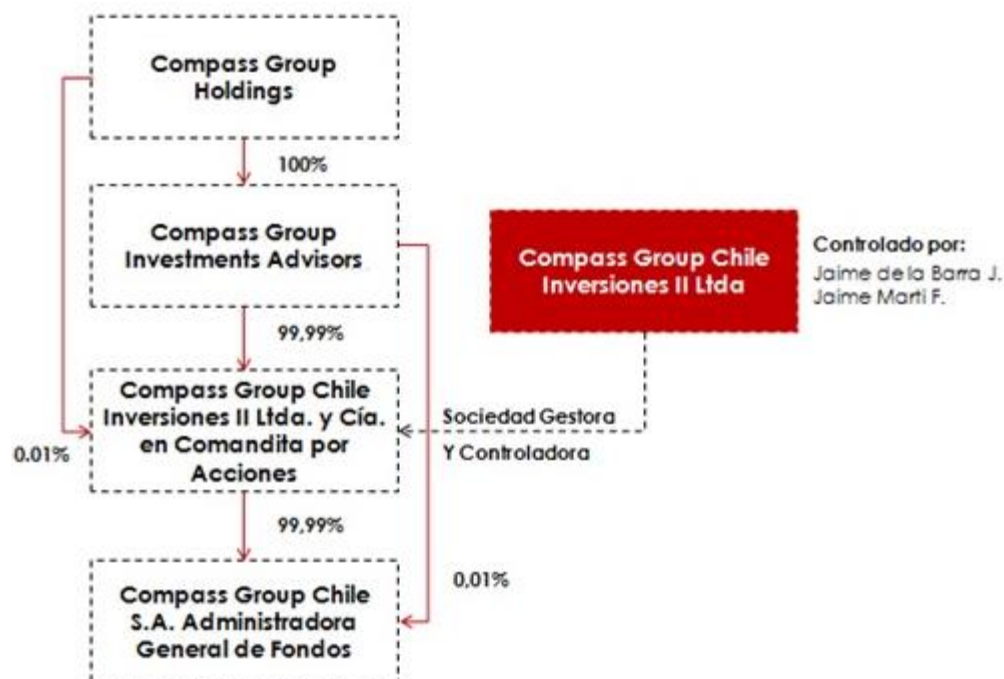 Compass Group
Holdings
100%
Compass Group
Investments Advisors
Compass Group Chile
Inversiones II Ltda
Controlado por:
Jaime de la Barra J.
Jaime Marti F.
99,99%
Compass Group Chile
Inversiones II Ltda. y Cía.
en Comandita por
Acciones
Sociedad Gestora
Y Controladora
0.01%
99,99%
0,01%
Compass Group Chile
S.A. Administradora
General de Fondos